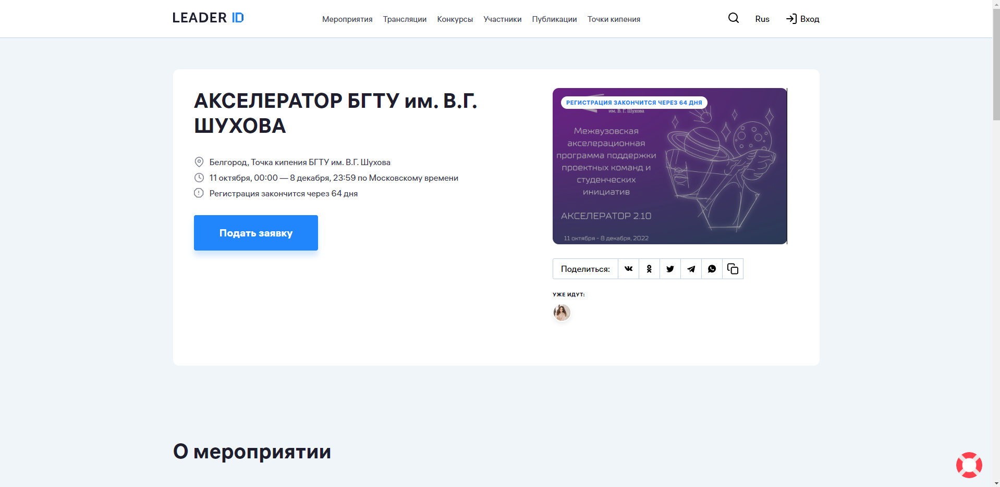 LEADER ID
Мероприятия Трансляции Конкурсы Участники Публикации Точки кипения
Rus
Вход
АКСЕЛЕРАТОР БГТУ им. В.Г.
ШУХОВА
Белгород, Точка кипения БГТУ им. В.Г. Шухова
11 октября, 00:00 — 8 декабря, 23:59 по Московскому времени
Регистрация закончится через 64 дня
Подать заявку
РЕГИСТРАЦИЯ ЗАКОНЧИТСЯ ЧЕРЕЗ 64 ДНЯ
им. В. Г. Шухова
Межвузовская
акселерационная
программа поддержки
проектных команд и
студенческих
инициатив
АКСЕЛЕРАТОР 2.10
11 октября - 8 декабря, 2022
Поделиться:
УЖЕ ИДУТ:
О мероприятии